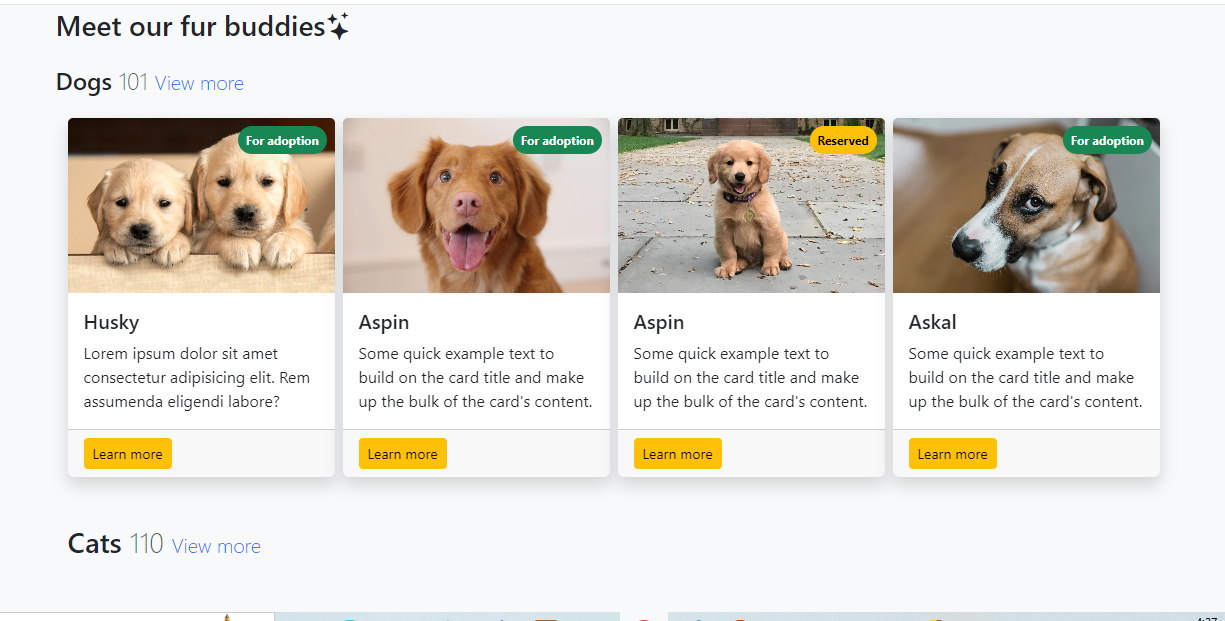 Meet our fur buddies
Dogs 101 View more
For adoption
For adoption
Reserved
For adoption
Husky
Lorem ipsum dolor sit amet
consectetur adipisicing elit. Rem
assumenda eligendi labore?
Learn more
Aspin
Some quick example text to
build on the card title and make
up the bulk of the card's content.
Learn more
Aspin
Some quick example text to
build on the card title and make
up the bulk of the card's content.
Learn more
Askal
Some quick example text to
build on the card title and make
up the bulk of the card's content.
Learn more
Cats 110 View more